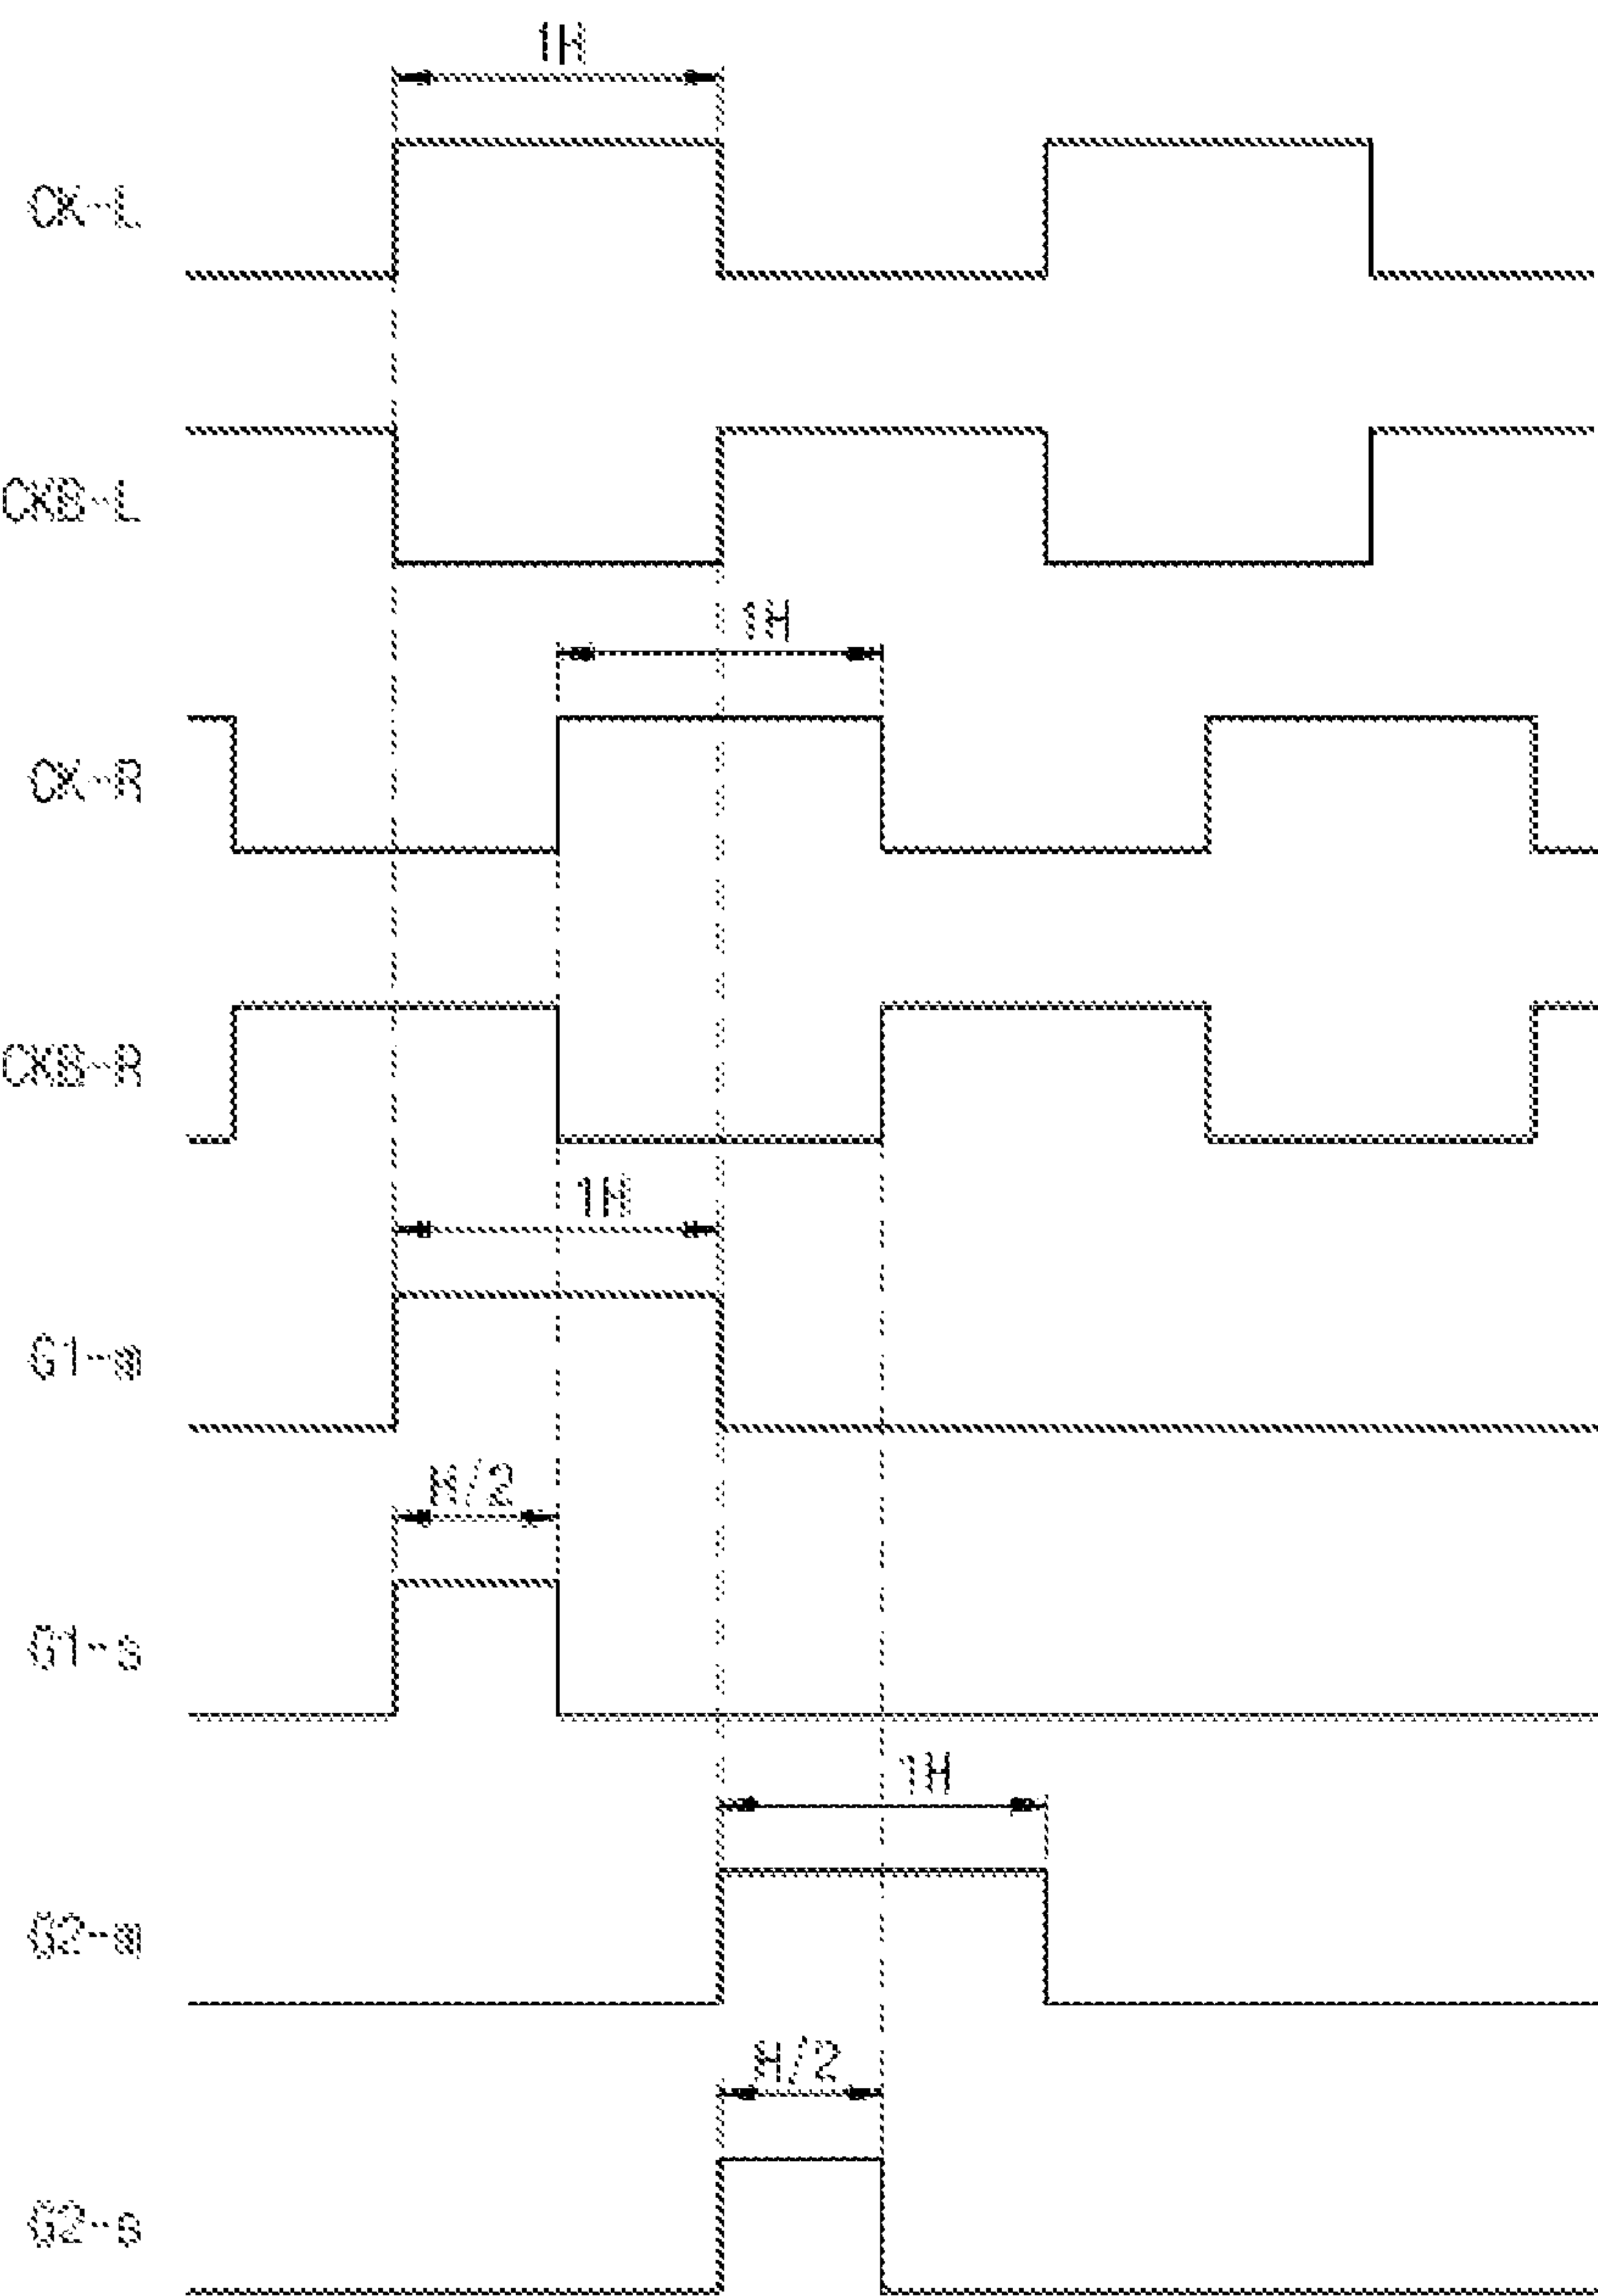 1H
CK-L
CKB-L
1H
CK-R
CKB-R
1H
G1-m
H/2
G1-s
1H
G2-m
H/2
G2-s